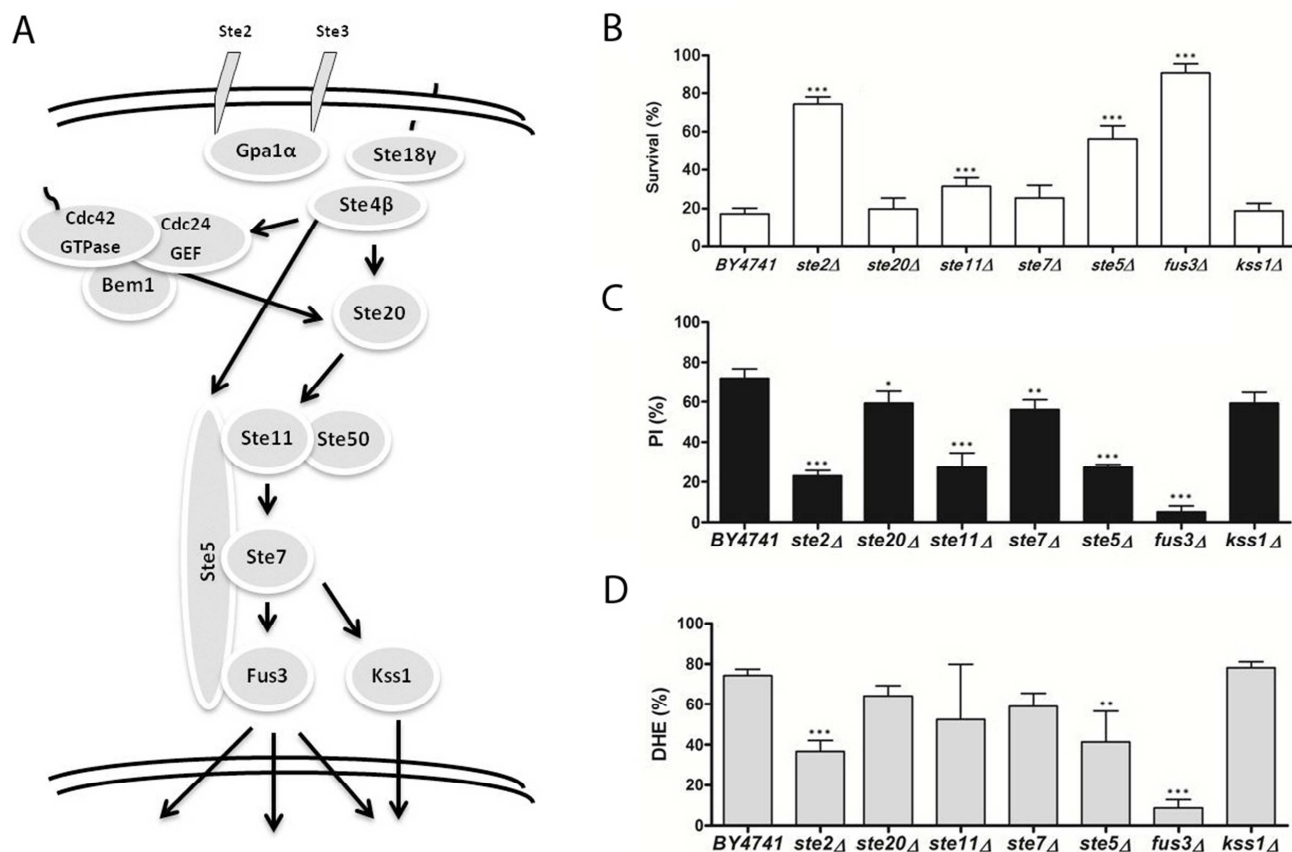 A
Ste2
Ste3
Gpa1α
Ste18γ
Ste4β
Cdc42
GTPase
Cdc24
GEF
Bem1
Ste20
Ste11
Ste50
Ste5
Ste7
Fus3
Kss1
B
Survival (%)
100
80
60
40
20
0
***
***
***
***
BY4741 ste2Δ ste20Δ ste11Δ ste7Δ ste5Δ fus3Δ kss1Δ
C
PI (%)
100
80
60
40
20
0
***
*
***
**
***
***
BY4741 ste2Δ ste20Δ ste11Δ ste7Δ ste5Δ fus3Δ kss1Δ
D
DHE (%)
100
80
60
40
20
0
***
**
***
BY4741 ste2Δ ste20Δ ste11Δ ste7Δ ste5Δ fus3Δ kss1Δ